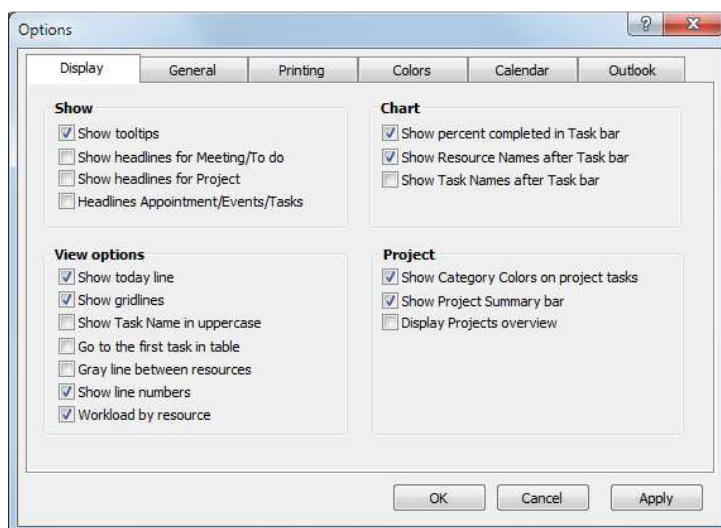 Options
Display General Printing Colors Calendar Outlook
Show
Show tooltips
Show headlines for Meeting/To do
Show headlines for Project
Headlines Appointment/Events/Tasks
Chart
Show percent completed in Task bar
Show Resource Names after Task bar
Show Task Names after Task bar
View options
Show today line
Show gridlines
Show Task Name in uppercase
Go to the first task in table
Gray line between resources
Show line numbers
Workload by resource
Project
Show Category Colors on project tasks
Show Project Summary bar
Display Projects overview
OK Cancel Apply